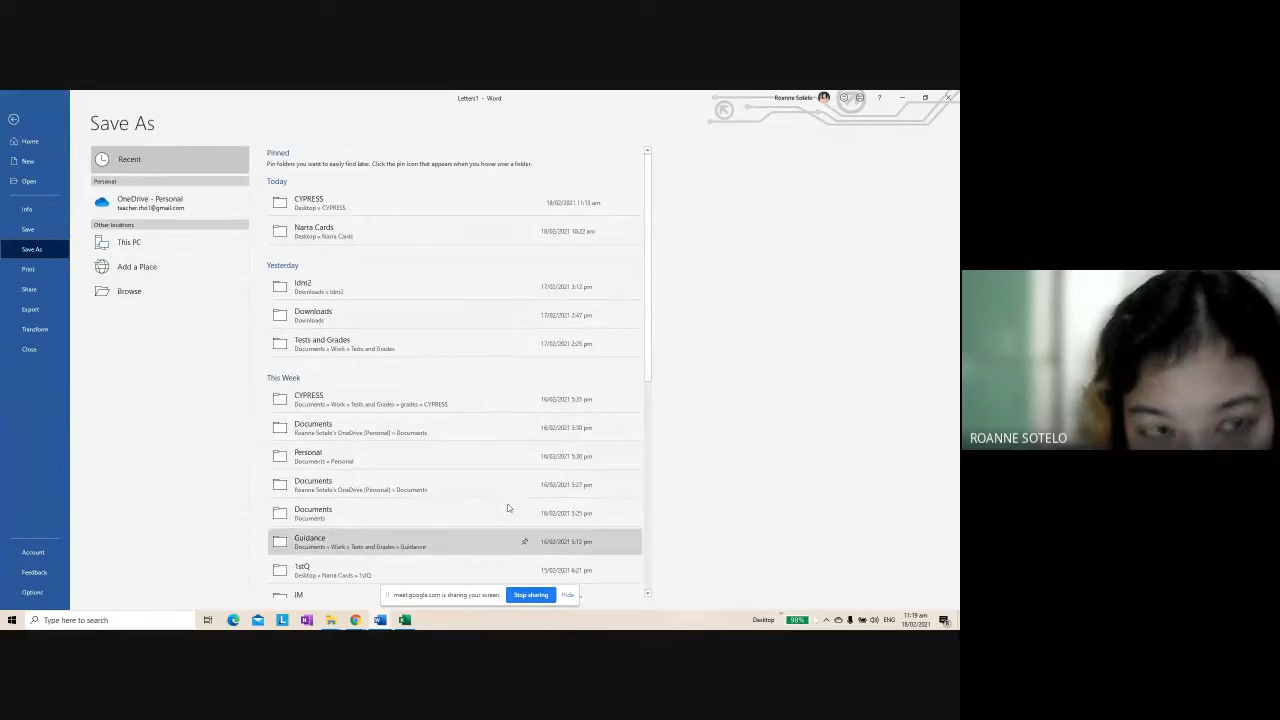 Letters1 - Word
Roanne Sotelo
?
Save As
Home
New
Open
Info
Save
Save As
Print
Share
Export
Transform
Close
Account
Feedback
Options
Recent
Personal
OneDrive - Personal
teacher.rho1@gmail.com
Other locations
This PC
Add a Place
Browse
Pinned
Pin folders you want to easily find later. Click the pin icon that appears when you hover over a folder.
Today
CYPRESS
Desktop » CYPRESS
18/02/2021 11:13 am
Narra Cards
Desktop » Narra Cards
18/02/2021 10:22 am
Yesterday
ldm2
Downloads » ldm2
17/02/2021 3:12 pm
Downloads
Downloads
17/02/2021 2:47 pm
Tests and Grades
Documents » Work » Tests and Grades
17/02/2021 2:25 pm
This Week
CYPRESS
Documents » Work » Tests and Grades » grades » CYPRESS
16/02/2021 5:35 pm
Documents
Roanne Sotelo's OneDrive (Personal) » Documents
16/02/2021 5:30 pm
Personal
Documents » Personal
16/02/2021 5:30 pm
Documents
Roanne Sotelo's OneDrive (Personal) » Documents
16/02/2021 5:27 pm
Documents
Documents
16/02/2021 5:25 pm
Guidance
Documents » Work » Tests and Grades » Guidance
16/02/2021 5:12 pm
1stQ
Desktop » Narra Cards » 1stQ
15/02/2021 6:21 pm
IM
meet.google.com is sharing your screen.
Stop sharing
Hide
Type here to search
Desktop
98%
ENG
11:19 am
18/02/2021
ROANNE SOTELO